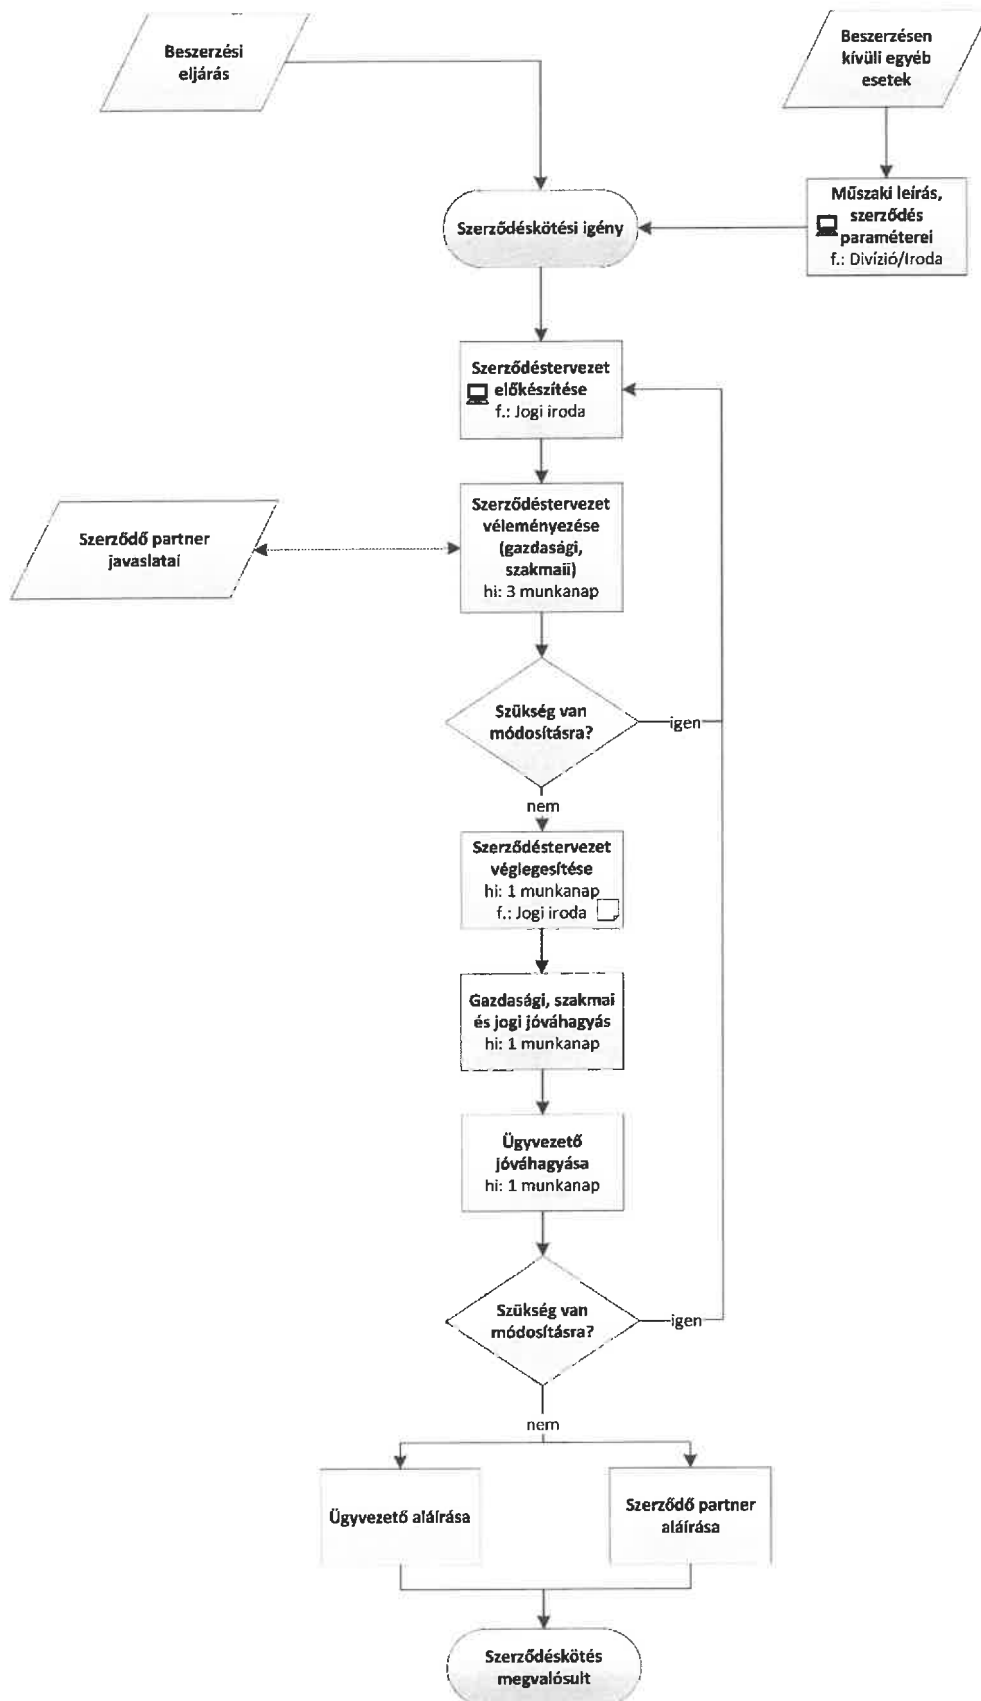 Beszerzési
eljárás
Beszerzésen
kívüli egyéb
esetek
Műszaki leírás,
szerződés
paraméterei
f.: Divízió/Iroda
Szerződéskötési igény
Szerződéstervezet
előkészítése
f.: Jogi iroda
Szerződéstervezet
véleményezése
(gazdasági,
szakmaii)
hi: 3 munkanap
Szerződő partner
javaslatai
Szükség van
módosításra?
igen
nem
Szerződéstervezet
véglegesítése
hi: 1 munkanap
f.: Jogi iroda
Gazdasági, szakmai
és jogi jóváhagyás
hi: 1 munkanap
Ügyvezető
jóváhagyása
hi: 1 munkanap
Szükség van
módosításra?
igen
nem
Ügyvezető aláírása
Szerződő partner
aláírása
Szerződéskötés
megvalósult